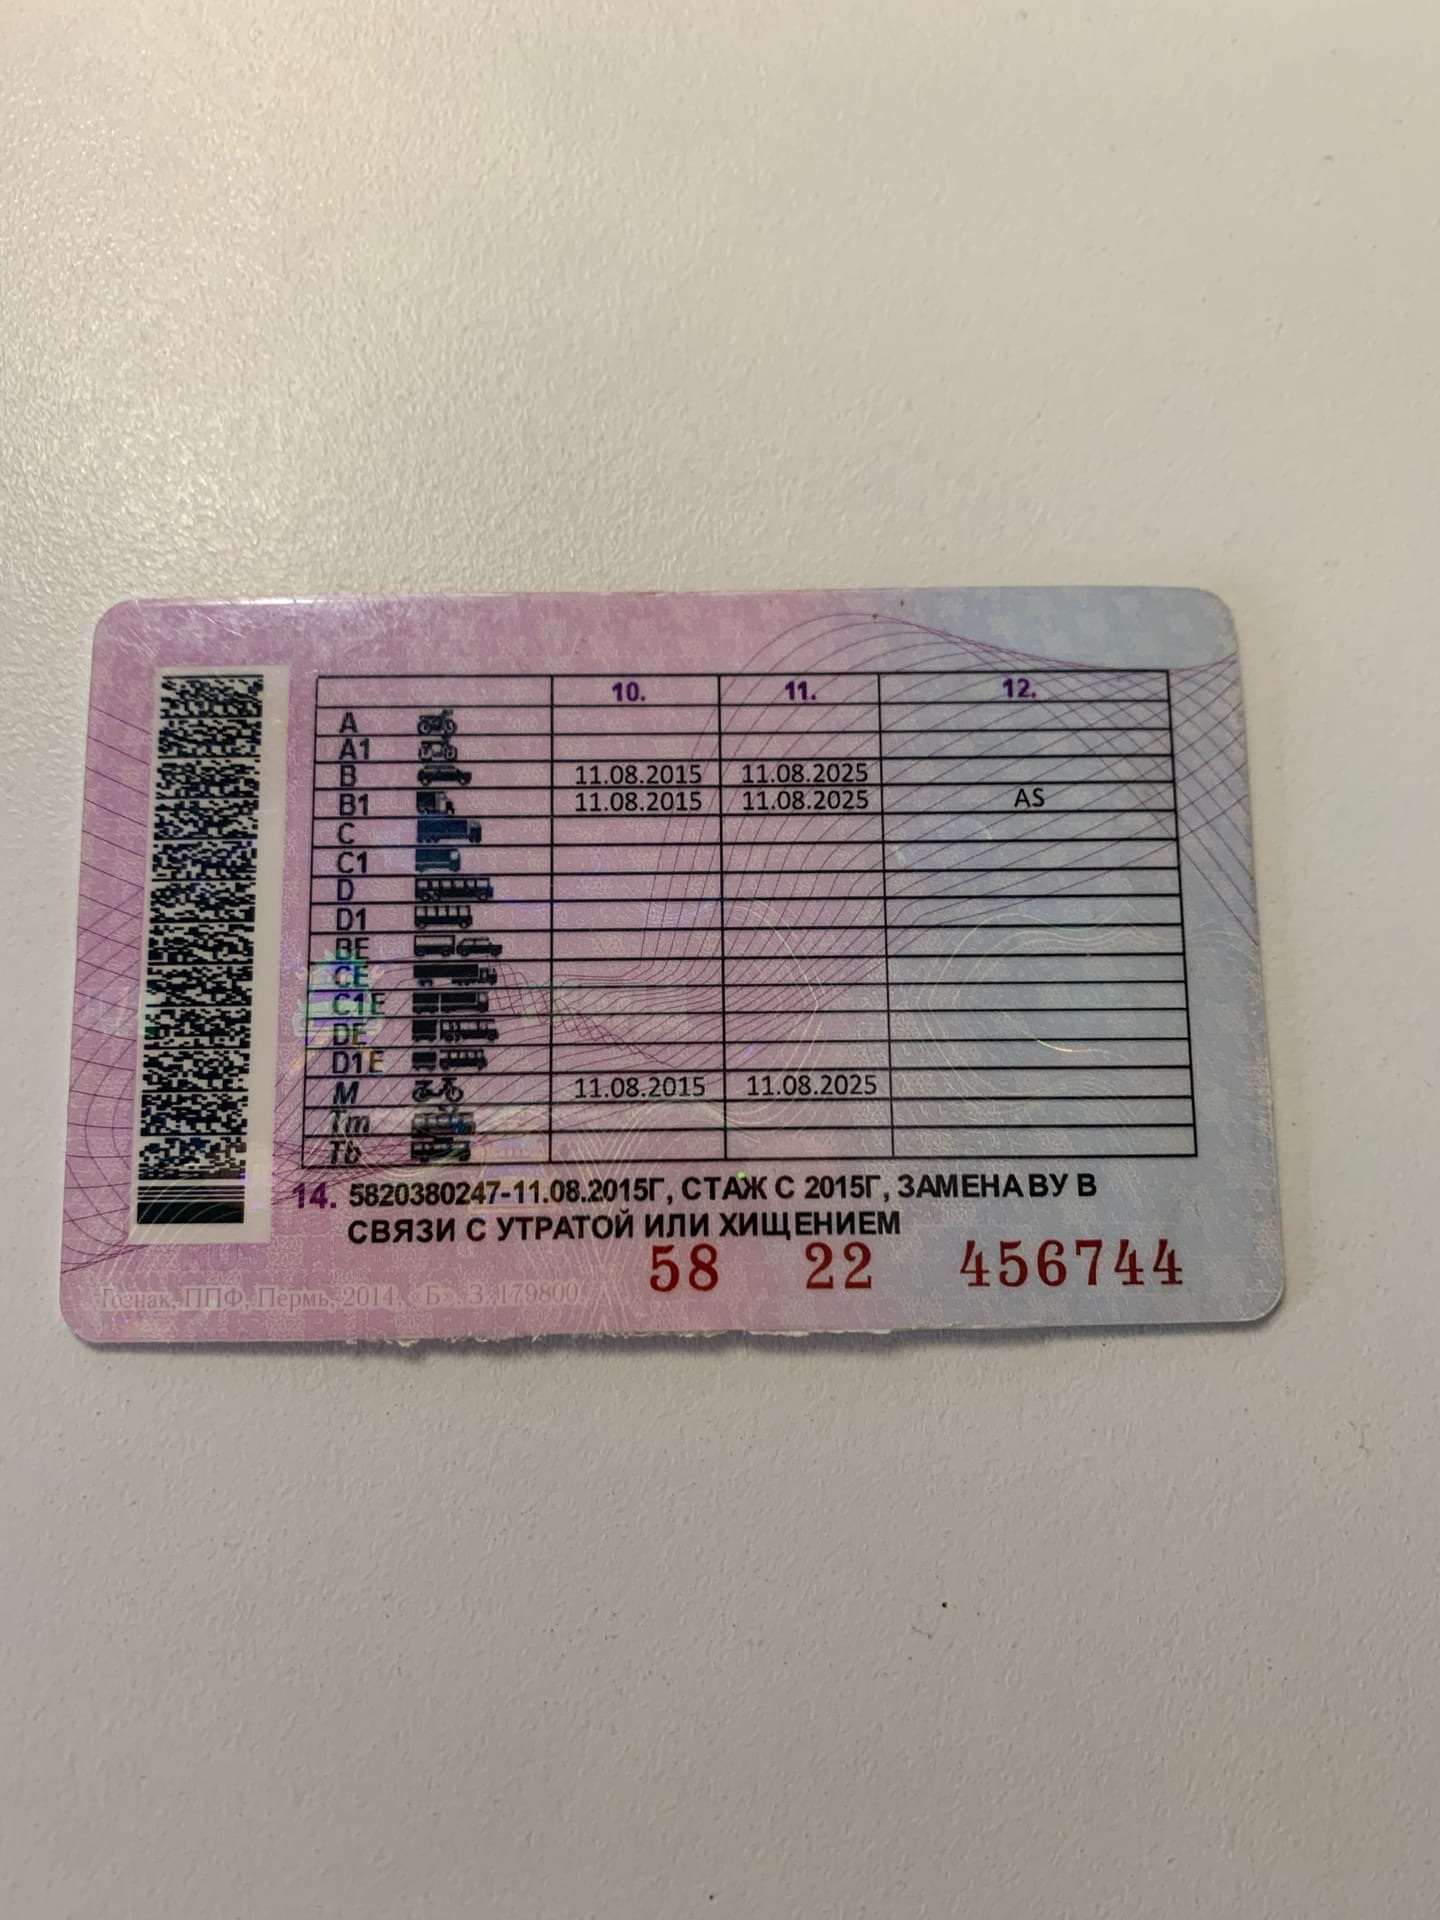 10. 11. 12.
A
A1
B 11.08.2015 11.08.2025
B1 11.08.2015 11.08.2025 AS
C
C1
D
D1
BE
CE
C1E
DE
D1E
M 11.08.2015 11.08.2025
Tm
Tb
14. 5820380247-11.08.2015Г, СТАЖ С 2015Г, ЗАМЕНА ВУ В
СВЯЗИ С УТРАТОЙ ИЛИ ХИЩЕНИЕМ
58 22 456744
Гознак, ППФ, Пермь, 2014, «Б», З. 179800.